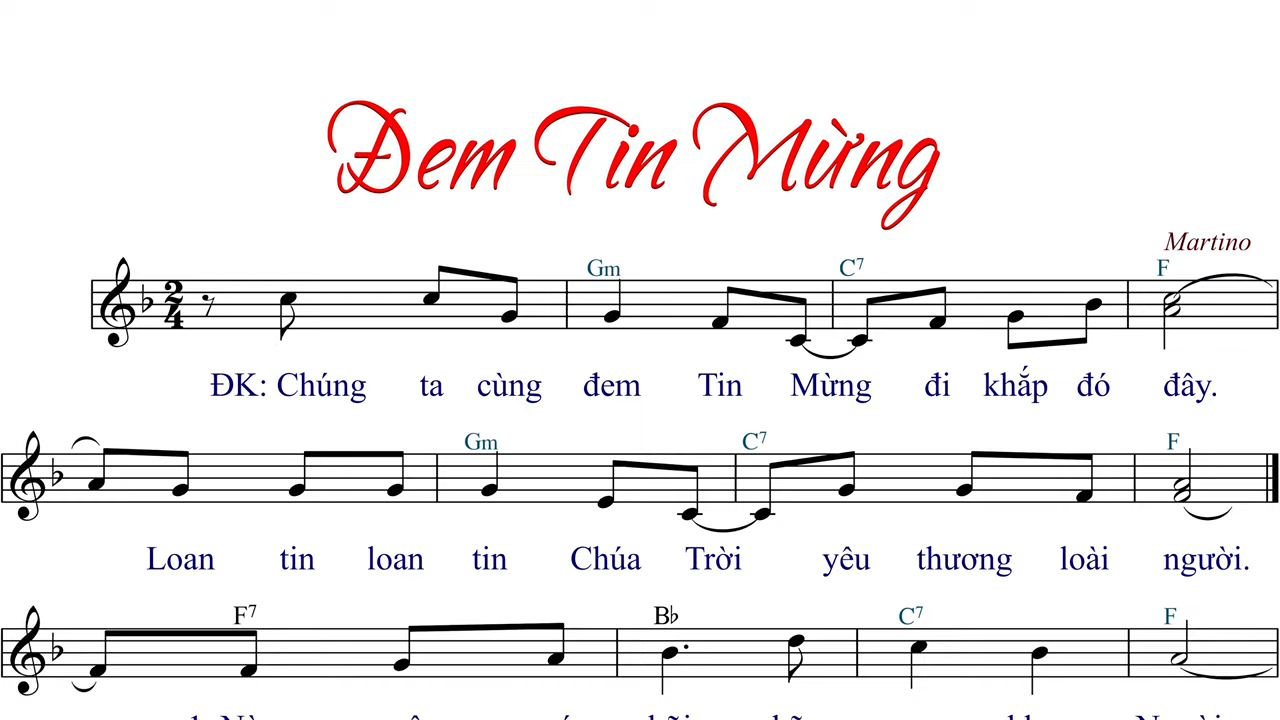 Đem Tin Mừng
Martino
Gm C7 F
ĐK: Chúng ta cùng đem Tin Mừng đi khắp đó đây.
Gm C7 F
Loan tin loan tin Chúa Trời yêu thương loài người.
F7 B♭ C7 F